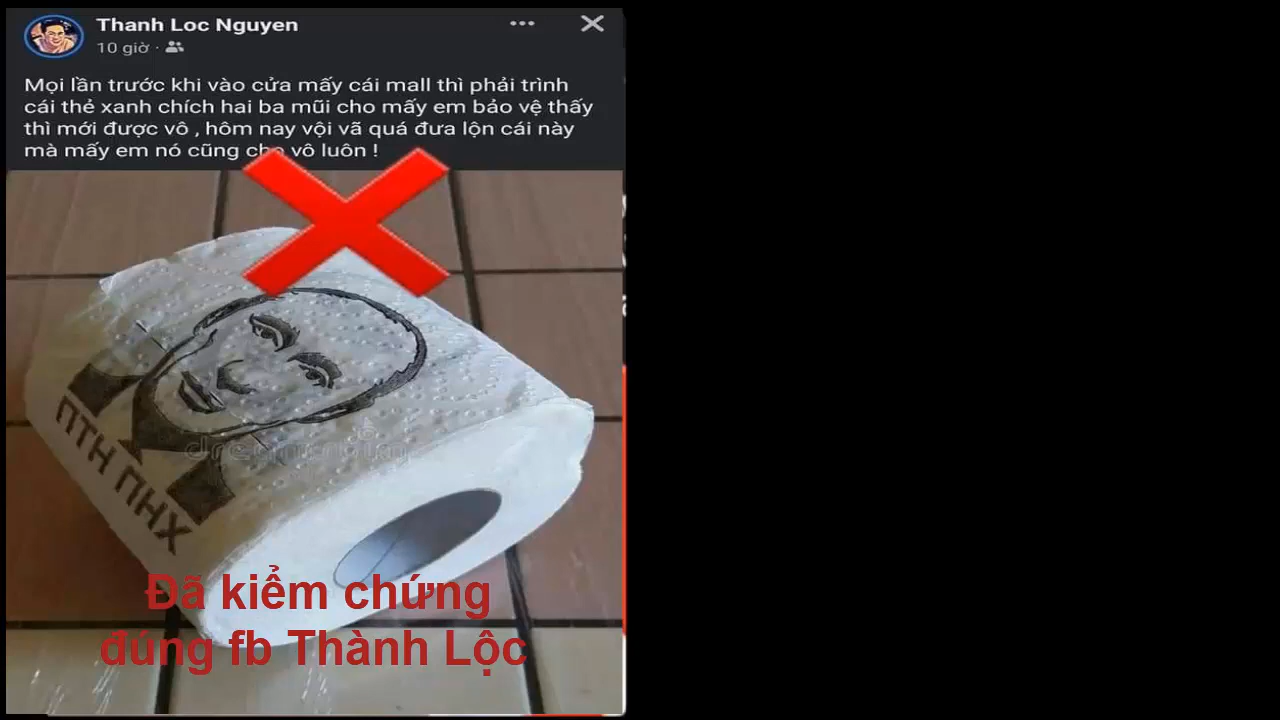 Thanh Loc Nguyen
10 giờ ·
Mọi lần trước khi vào cửa mấy cái mall thì phải trình
cái thẻ xanh chích hai ba mũi cho mấy em bảo vệ thấy
thì mới được vô , hôm nay vội vã quá đưa lộn cái này
mà mấy em nó cũng cho vô luôn !
dreamstime
ПТН ПНХ
Đã kiểm chứng
đúng fb Thành Lộc